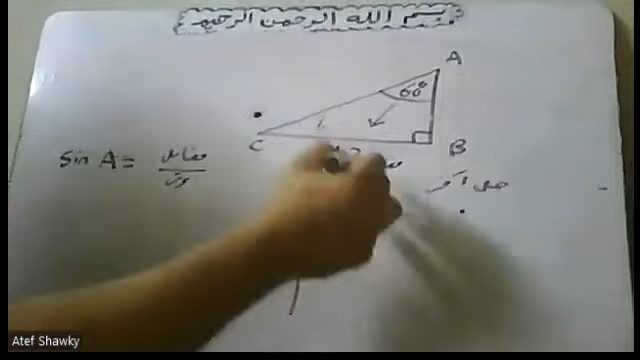 بسم الله الرحمن الرحيم
A
60°
C
B
sin A = مقابل
وتر
Atef Shawky